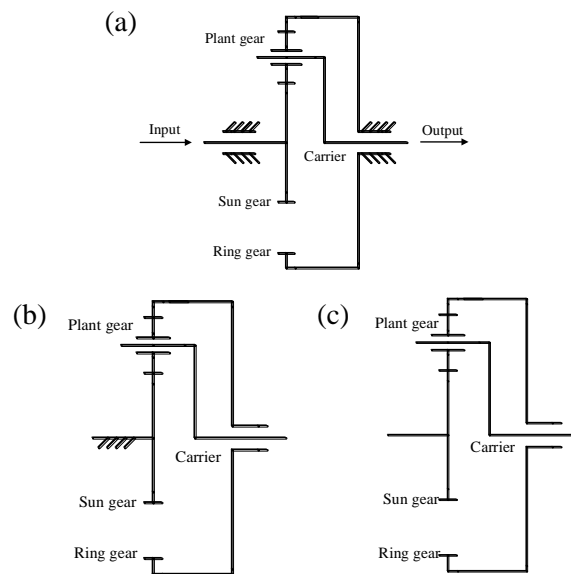 (a)
Plant gear
Input
Output
Carrier
Sun gear
Ring gear
(b)
Plant gear
Carrier
Sun gear
Ring gear
(c)
Plant gear
Carrier
Sun gear
Ring gear